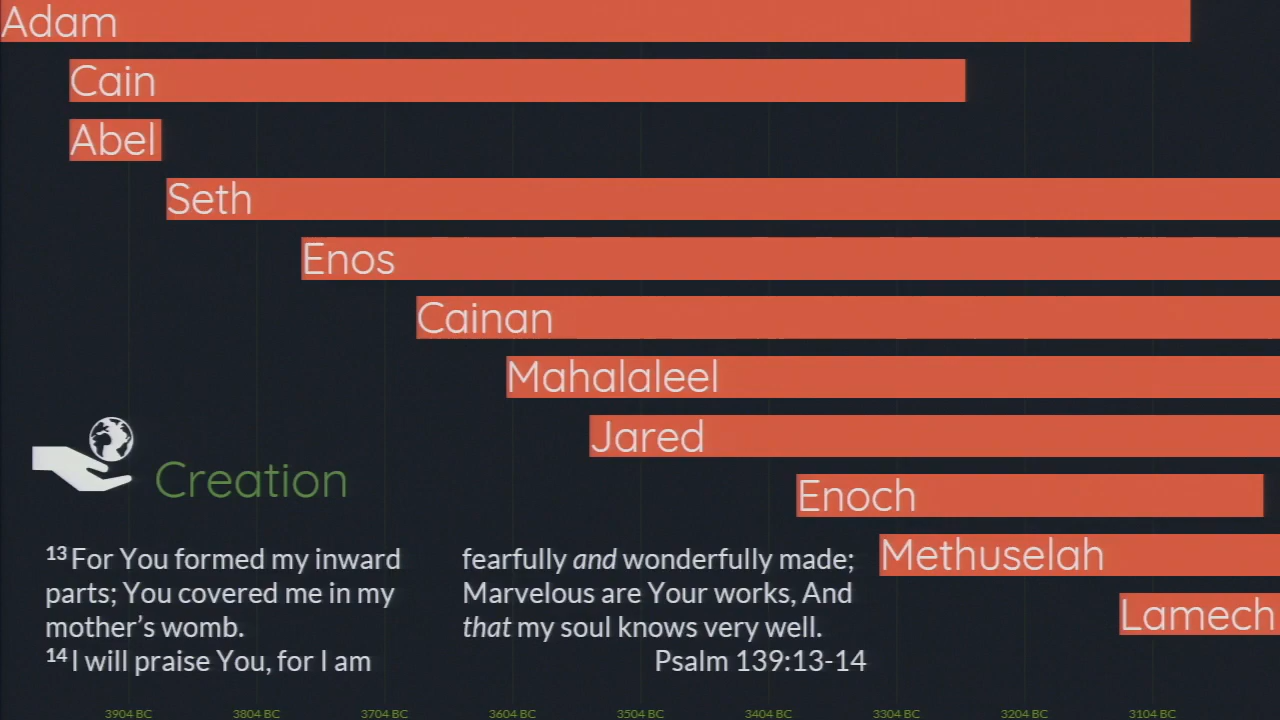 Adam
Cain
Abel
Seth
Enos
Cainan
Mahalaleel
Jared
Enoch
Methuselah
Lamech
Creation
13 For You formed my inward
parts; You covered me in my
mother’s womb.
14 I will praise You, for I am
fearfully and wonderfully made;
Marvelous are Your works, And
that my soul knows very well.
Psalm 139:13-14
3904 BC 3804 BC 3704 BC 3604 BC 3504 BC 3404 BC 3304 BC 3204 BC 3104 BC